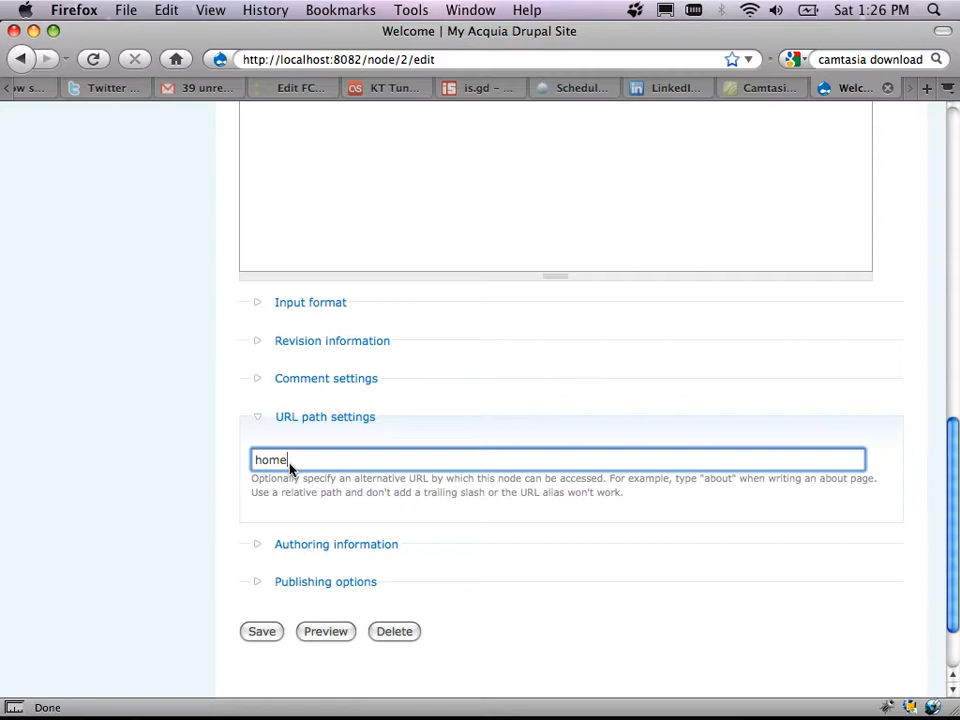 Firefox File Edit View History Bookmarks Tools Window Help Sat 1:26 PM
Welcome | My Acquia Drupal Site
http://localhost:8082/node/2/edit camtasia download
ow s... Twitter ... 39 unre... Edit FC... KT Tun... is.gd – ... Schedul... LinkedI... Camtasi... Welc...
Input format
Revision information
Comment settings
URL path settings
home
Optionally specify an alternative URL by which this node can be accessed. For example, type "about" when writing an about page.
Use a relative path and don't add a trailing slash or the URL alias won't work.
Authoring information
Publishing options
Save Preview Delete
Done